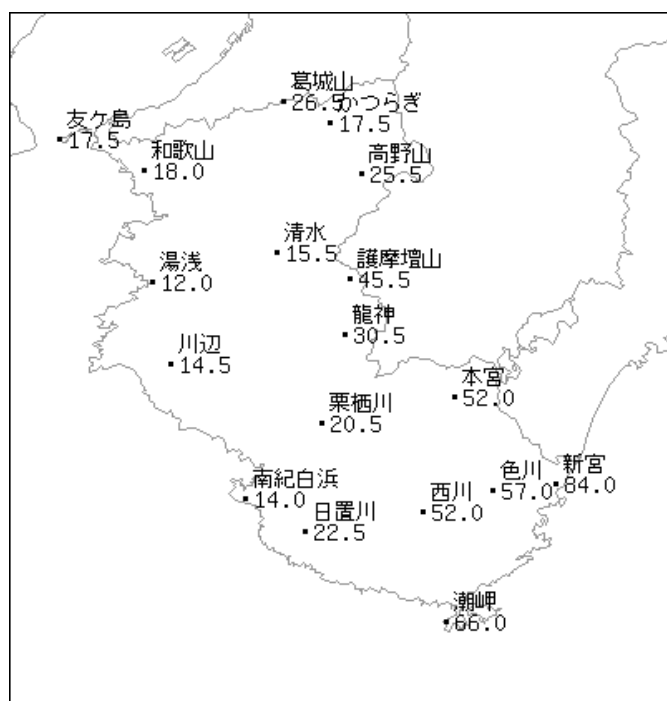 葛城山
26.5
かつらぎ
17.5
友ケ島
17.5
和歌山
18.0
高野山
25.5
清水
15.5
護摩壇山
45.5
湯浅
12.0
龍神
30.5
川辺
14.5
本宮
52.0
栗栖川
20.5
新宮
84.0
色川
57.0
南紀白浜
14.0
西川
52.0
日置川
22.5
潮岬
66.0